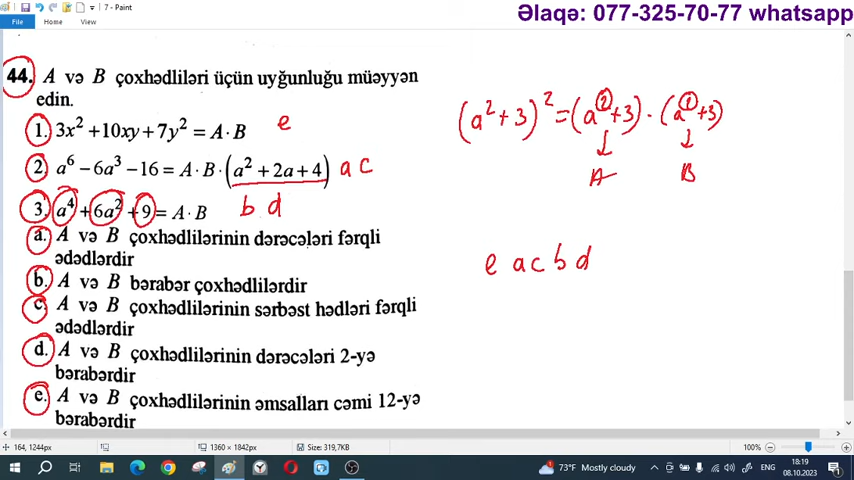 Əlaqə: 077-325-70-77 whatsapp
7 - Paint
File Home View
44. A və B çoxhədliləri üçün uyğunluğu müəyyən
edin.
1. 3x² + 10xy + 7y² = A · B e
2. a⁶ − 6a³ − 16 = A · B · (a² + 2a + 4) a c
3. a⁴ + 6a² + 9 = A · B b d
a. A və B çoxhədlilərinin dərəcələri fərqli
ədədlərdir
b. A və B bərabər çoxhədlilərdir
c. A və B çoxhədlilərinin sərbəst hədləri fərqli
ədədlərdir
d. A və B çoxhədlilərinin dərəcələri 2-yə
bərabərdir
e. A və B çoxhədlilərinin əmsalları cəmi 12-yə
bərabərdir
(a² + 3)² = (a² + 3) · (a² + 3)
A B
e a c b d
164, 1244px 1360 × 1842px Size: 319,7KB 100%
73°F Mostly cloudy ENG 18:19
08.10.2023